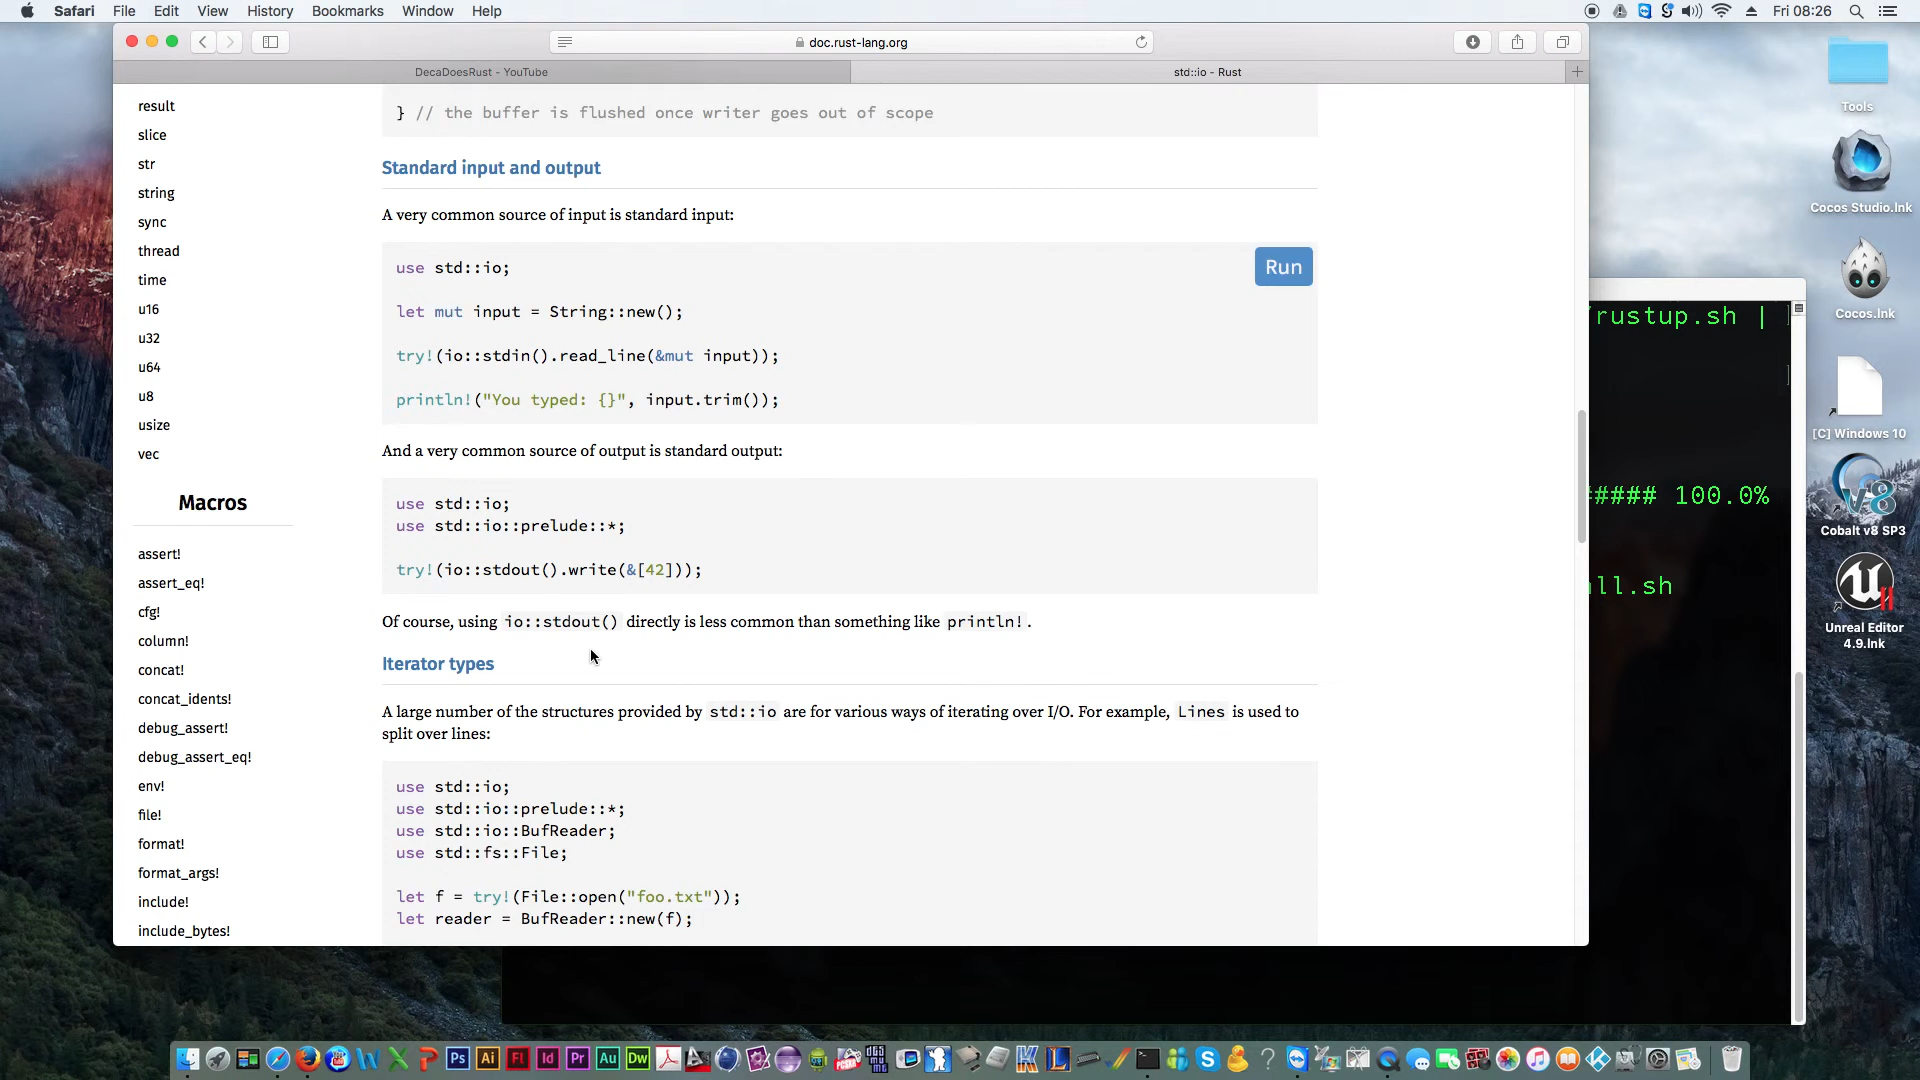 Safari File Edit View History Bookmarks Window Help
Fri 08:26
doc.rust-lang.org
DecaDoesRust - YouTube
std::io - Rust
result
slice
str
string
sync
thread
time
u16
u32
u64
u8
usize
vec
Macros
assert!
assert_eq!
cfg!
column!
concat!
concat_idents!
debug_assert!
debug_assert_eq!
env!
file!
format!
format_args!
include!
include_bytes!
} // the buffer is flushed once writer goes out of scope
Standard input and output
A very common source of input is standard input:
Run
use std::io;
let mut input = String::new();
try!(io::stdin().read_line(&mut input));
println!("You typed: {}", input.trim());
And a very common source of output is standard output:
use std::io;
use std::io::prelude::*;
try!(io::stdout().write(&[42]));
Of course, using io::stdout() directly is less common than something like println!.
Iterator types
A large number of the structures provided by std::io are for various ways of iterating over I/O. For example, Lines is used to
split over lines:
use std::io;
use std::io::prelude::*;
use std::io::BufReader;
use std::fs::File;
let f = try!(File::open("foo.txt"));
let reader = BufReader::new(f);
/rustup.sh |
##### 100.0%
all.sh
Tools
Cocos Studio.lnk
Cocos.lnk
[C] Windows 10
v8
Cobalt v8 SP3
Unreal Editor
4.9.lnk
Ps Ai Fl Id Pr Au Dw